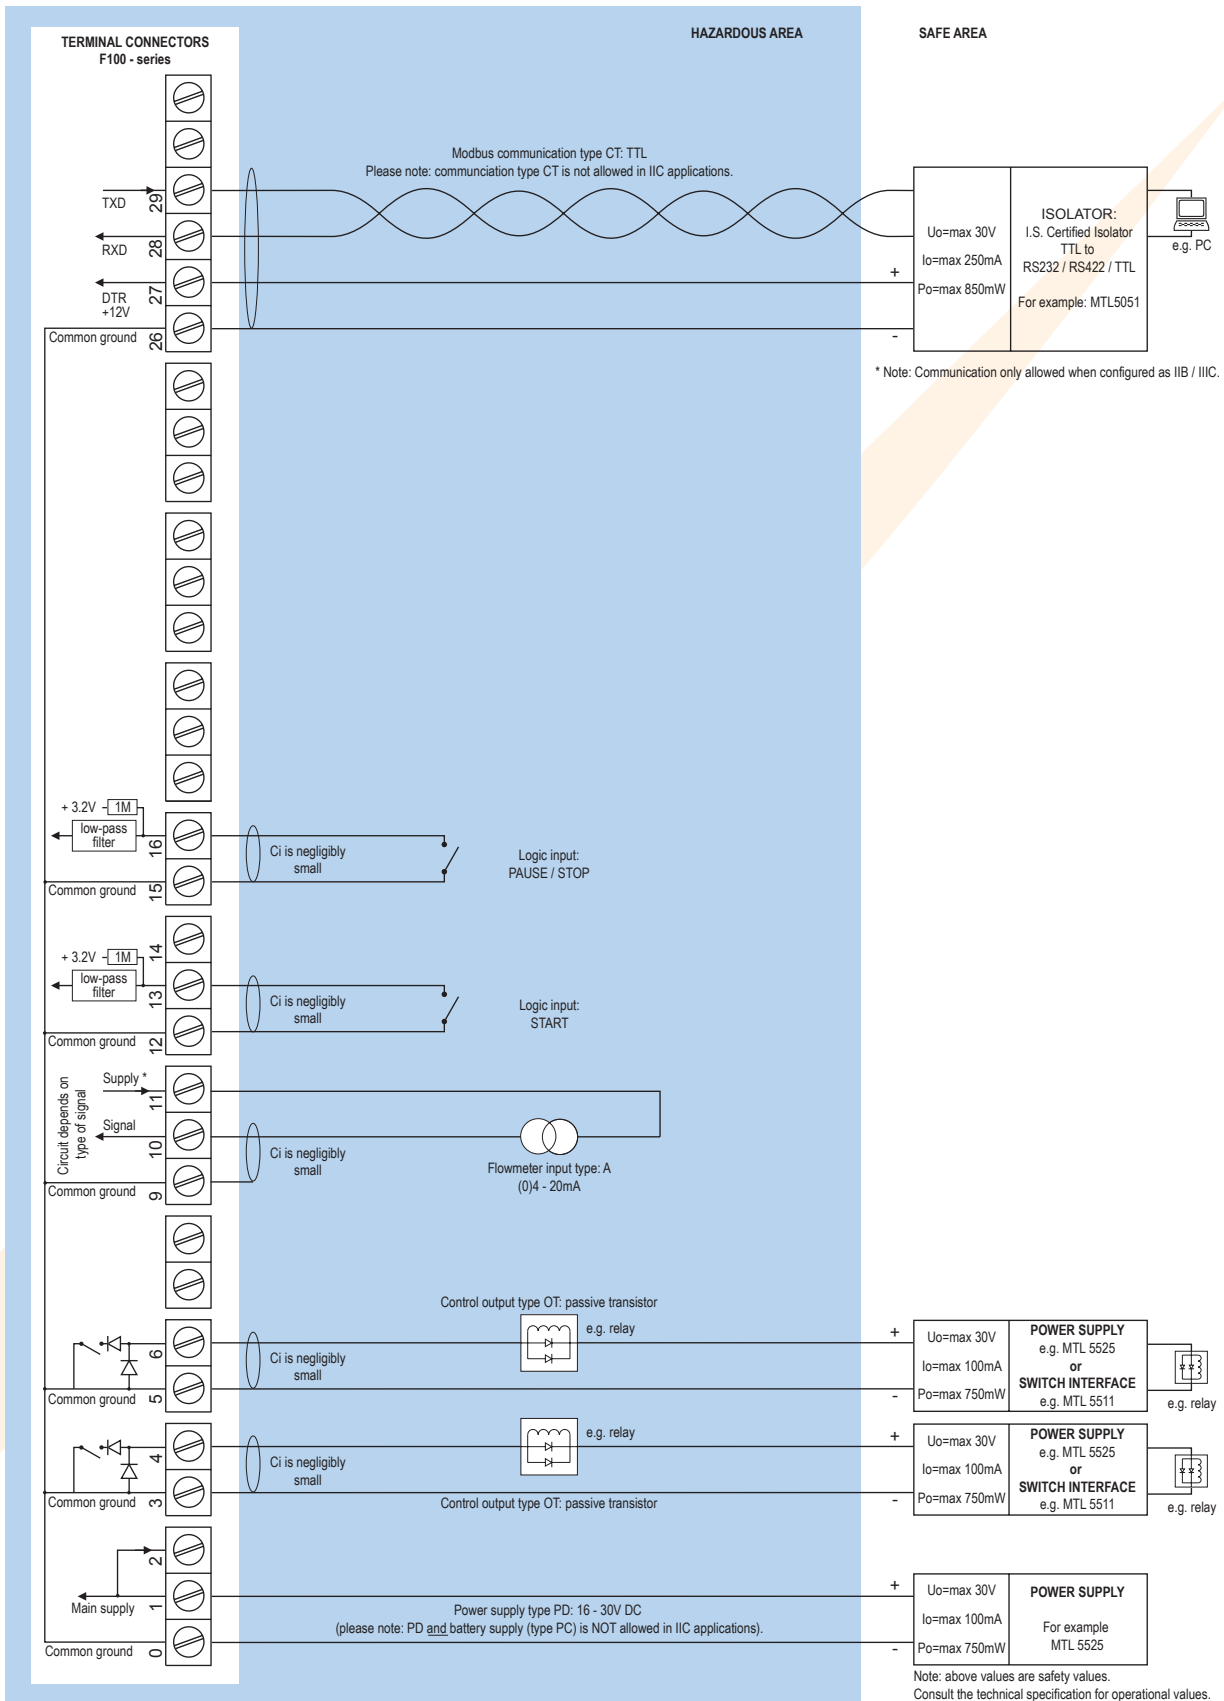 TERMINAL CONNECTORS
F100 - series
HAZARDOUS AREA
SAFE AREA
Modbus communication type CT: TTL
Please note: communciation type CT is not allowed in IIC applications.
TXD
29
RXD
28
DTR
+12V
27
Common ground
26
+
-
Uo=max 30V
Io=max 250mA
Po=max 850mW
ISOLATOR:
I.S. Certified Isolator
TTL to
RS232 / RS422 / TTL
For example: MTL5051
e.g. PC
* Note: Communication only allowed when configured as IIB / IIIC.
+ 3.2V
1M
low-pass
filter
16
Common ground
15
Ci is negligibly
small
Logic input:
PAUSE / STOP
14
+ 3.2V
1M
low-pass
filter
13
Common ground
12
Ci is negligibly
small
Logic input:
START
Circuit depends on
type of signal
Supply *
11
Signal
10
Common ground
9
Ci is negligibly
small
Flowmeter input type: A
(0)4 - 20mA
Control output type OT: passive transistor
e.g. relay
6
Common ground
5
Ci is negligibly
small
+
-
Uo=max 30V
Io=max 100mA
Po=max 750mW
POWER SUPPLY
e.g. MTL 5525
or
SWITCH INTERFACE
e.g. MTL 5511
e.g. relay
e.g. relay
4
Common ground
3
Ci is negligibly
small
Control output type OT: passive transistor
+
-
Uo=max 30V
Io=max 100mA
Po=max 750mW
POWER SUPPLY
e.g. MTL 5525
or
SWITCH INTERFACE
e.g. MTL 5511
e.g. relay
2
Main supply
1
Common ground
0
Power supply type PD: 16 - 30V DC
(please note: PD and battery supply (type PC) is NOT allowed in IIC applications).
+
-
Uo=max 30V
Io=max 100mA
Po=max 750mW
POWER SUPPLY
For example
MTL 5525
Note: above values are safety values.
Consult the technical specification for operational values.